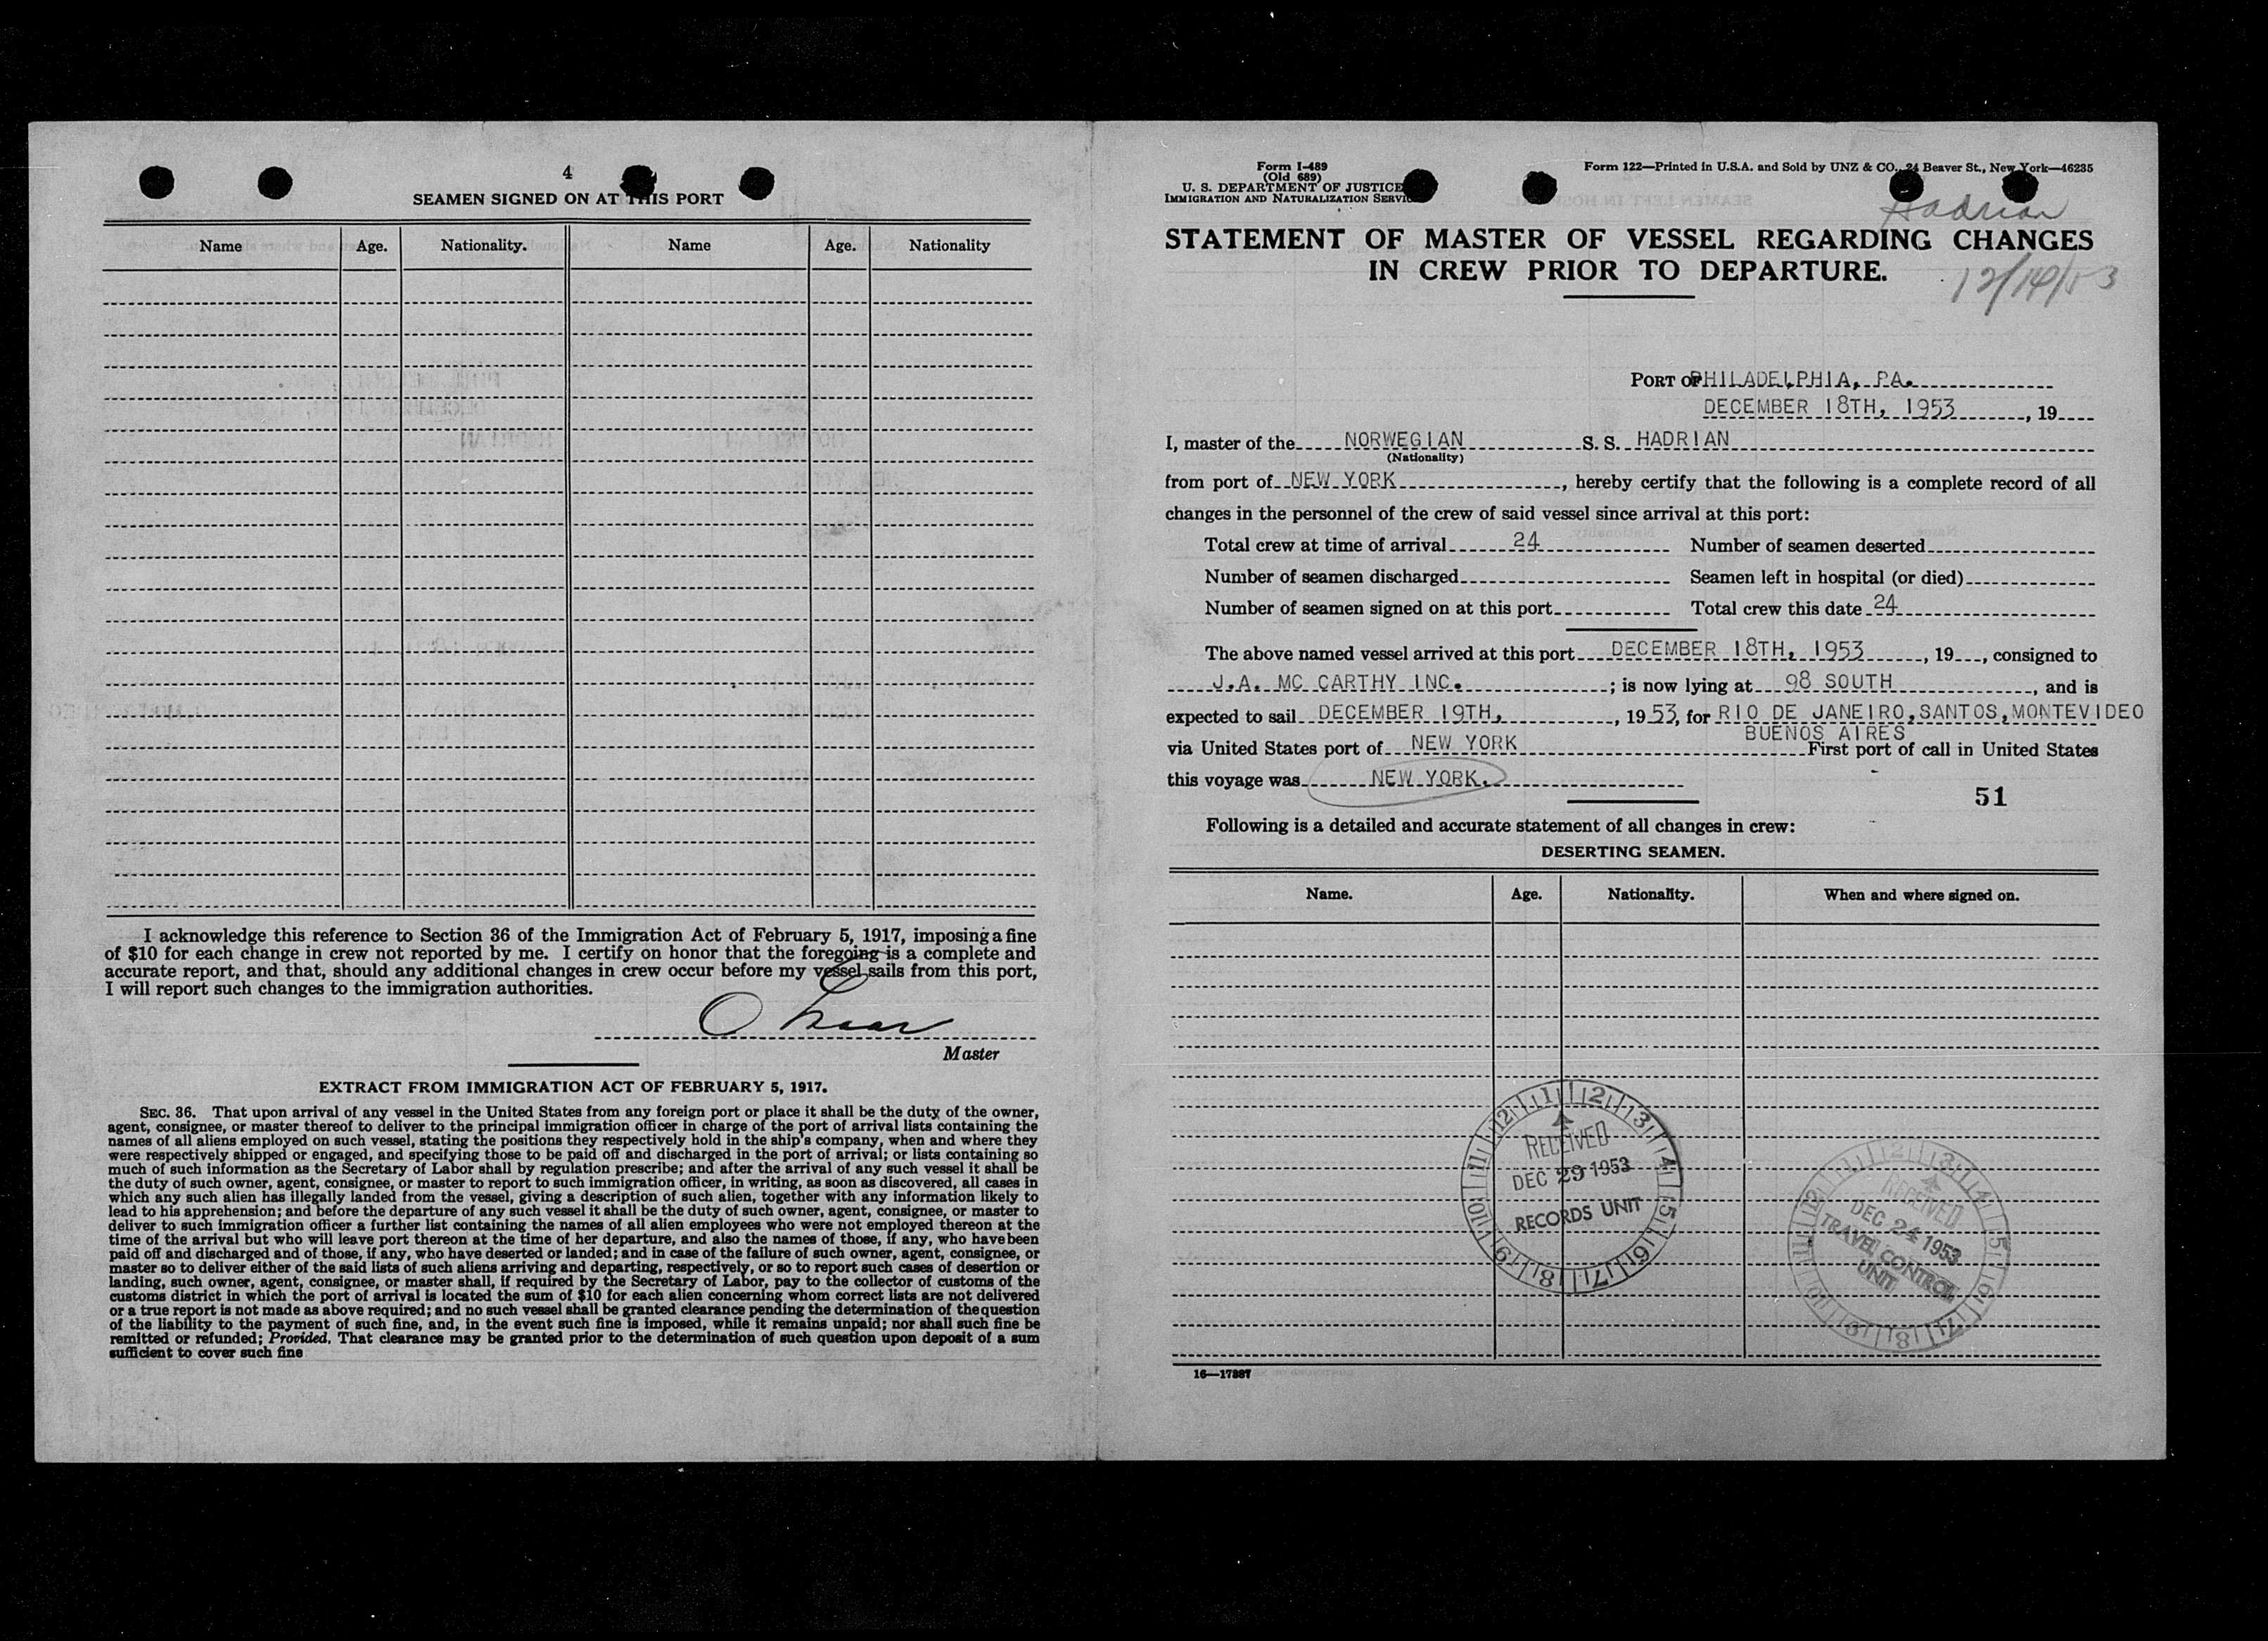 4
SEAMEN SIGNED ON AT THIS PORT
Name Age. Nationality. Name Age. Nationality
I acknowledge this reference to Section 36 of the Immigration Act of February 5, 1917, imposing a fine
of $10 for each change in crew not reported by me. I certify on honor that the foregoing is a complete and
accurate report, and that, should any additional changes in crew occur before my vessel sails from this port,
I will report such changes to the immigration authorities.
Master
EXTRACT FROM IMMIGRATION ACT OF FEBRUARY 5, 1917.
SEC. 36. That upon arrival of any vessel in the United States from any foreign port or place it shall be the duty of the owner,
agent, consignee, or master thereof to deliver to the principal immigration officer in charge of the port of arrival lists containing the
names of all aliens employed on such vessel, stating the positions they respectively hold in the ship's company, when and where they
were respectively shipped or engaged, and specifying those to be paid off and discharged in the port of arrival; or lists containing so
much of such information as the Secretary of Labor shall by regulation prescribe; and after the arrival of any such vessel it shall be
the duty of such owner, agent, consignee, or master to report to such immigration officer, in writing, as soon as discovered, all cases in
which any such alien has illegally landed from the vessel, giving a description of such alien, together with any information likely to
lead to his apprehension; and before the departure of any such vessel it shall be the duty of such owner, agent, consignee, or master to
deliver to such immigration officer a further list containing the names of all alien employees who were not employed thereon at the
time of the arrival but who will leave port thereon at the time of her departure, and also the names of those, if any, who have been
paid off and discharged and of those, if any, who have deserted or landed; and in case of the failure of such owner, agent, consignee, or
master so to deliver either of the said lists of such aliens arriving and departing, respectively, or so to report such cases of desertion or
landing, such owner, agent, consignee, or master shall, if required by the Secretary of Labor, pay to the collector of customs of the
customs district in which the port of arrival is located the sum of $10 for each alien concerning whom correct lists are not delivered
or a true report is not made as above required; and no such vessel shall be granted clearance pending the determination of the question
of the liability to the payment of such fine, and, in the event such fine is imposed, while it remains unpaid; nor shall such fine be
remitted or refunded; Provided, That clearance may be granted prior to the determination of such question upon deposit of a sum
sufficient to cover such fine
Form I-489
(Old 689)
U. S. DEPARTMENT OF JUSTICE
IMMIGRATION AND NATURALIZATION SERVICE
Form 122—Printed in U.S.A. and Sold by UNZ & CO., 24 Beaver St., New York—46235
Hadrian
STATEMENT OF MASTER OF VESSEL REGARDING CHANGES
IN CREW PRIOR TO DEPARTURE.
12/14/53
PORT OF PHILADELPHIA, PA.
DECEMBER 18TH, 1953, 19
I, master of the NORWEGIAN S. S. HADRIAN
(Nationality)
from port of NEW YORK, hereby certify that the following is a complete record of all
changes in the personnel of the crew of said vessel since arrival at this port:
Total crew at time of arrival 24 Number of seamen deserted
Number of seamen discharged Seamen left in hospital (or died)
Number of seamen signed on at this port Total crew this date 24
The above named vessel arrived at this port DECEMBER 18TH, 1953, 19, consigned to
J.A. MC CARTHY INC. ; is now lying at 98 SOUTH, and is
expected to sail DECEMBER 19TH, , 1953, for RIO DE JANEIRO, SANTOS, MONTEVIDEO
BUENOS AIRES
via United States port of NEW YORK First port of call in United States
this voyage was NEW YORK.
51
Following is a detailed and accurate statement of all changes in crew:
DESERTING SEAMEN.
Name. Age. Nationality. When and where signed on.
12 1 2 3 4 5 6 7 8 9 10 11
RECEIVED
DEC 29 1953
RECORDS UNIT
12 1 2 3 4 5 6 7 8 9 10 11
RECEIVED
DEC 24 1953
TRAVEL CONTROL
UNIT
16—17887